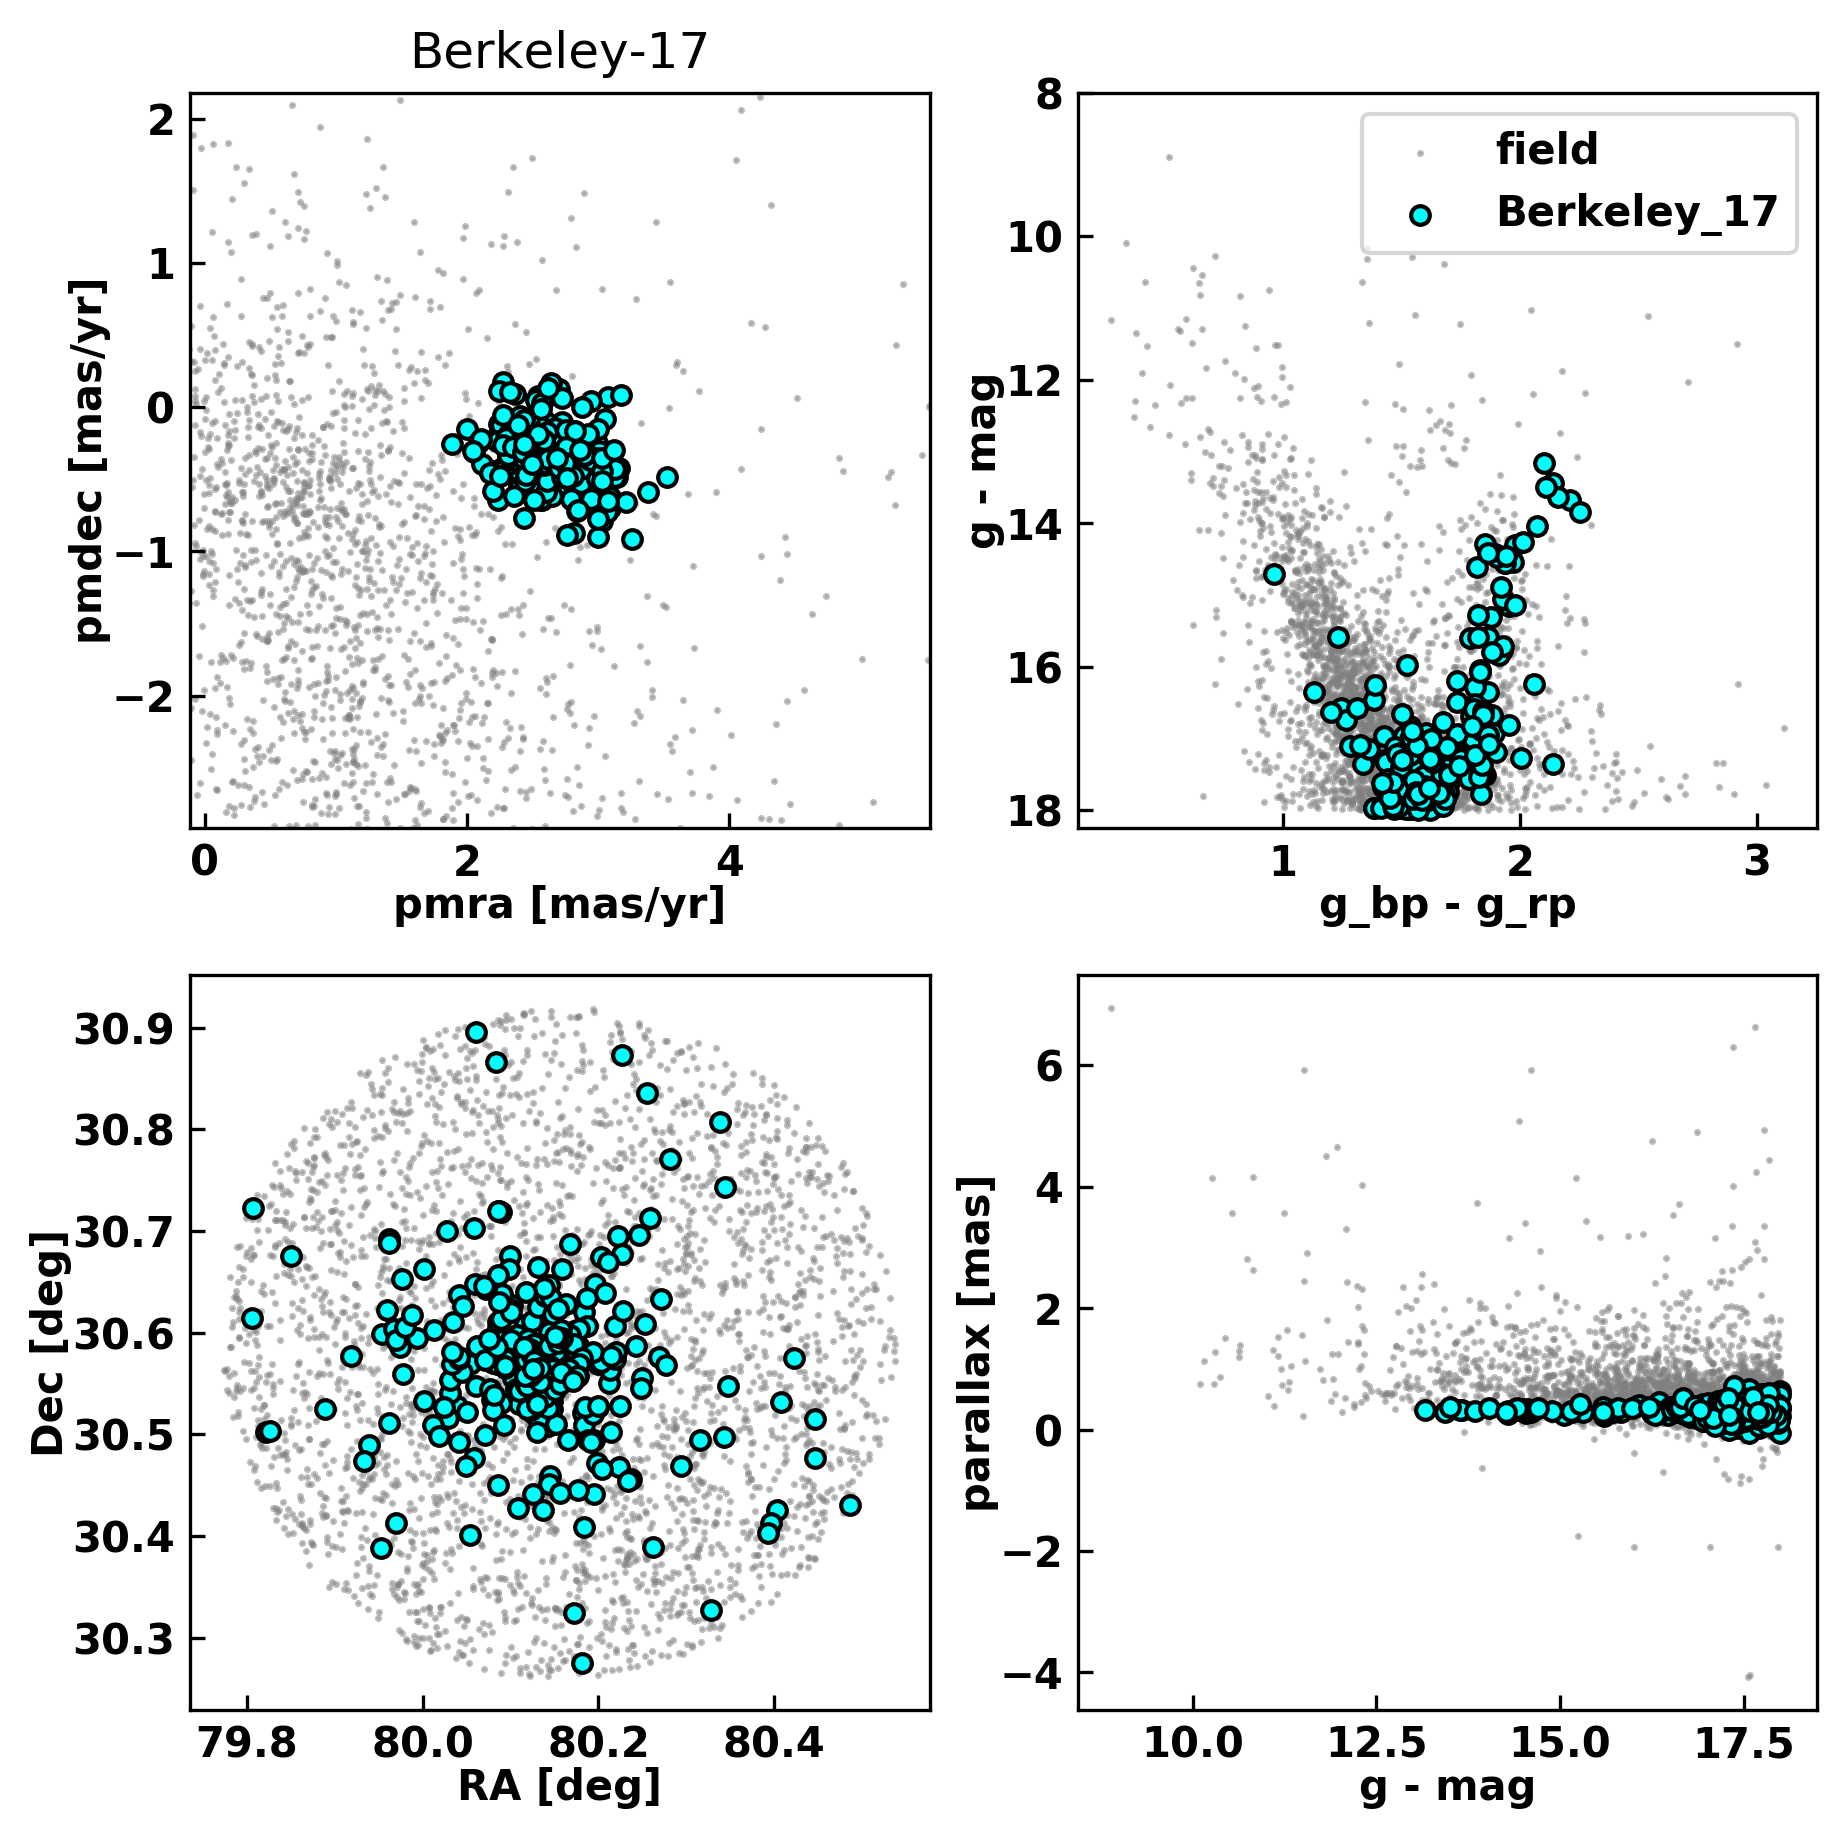 Berkeley-17
2
1
0
−1
−2
pmdec [mas/yr]
0 2 4
pmra [mas/yr]
8
10
12
14
16
18
g - mag
field
Berkeley_17
1 2 3
g_bp - g_rp
30.9
30.8
30.7
30.6
30.5
30.4
30.3
Dec [deg]
79.8 80.0 80.2 80.4
RA [deg]
6
4
2
0
−2
−4
parallax [mas]
10.0 12.5 15.0 17.5
g - mag